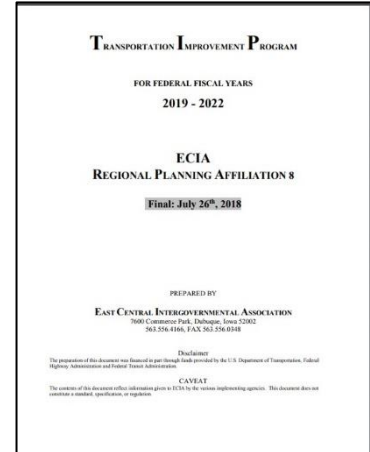 TRANSPORTATION IMPROVEMENT PROGRAM
FOR FEDERAL FISCAL YEARS
2019 - 2022
ECIA
REGIONAL PLANNING AFFILIATION 8
Final: July 26th, 2018
PREPARED BY
EAST CENTRAL INTERGOVERNMENTAL ASSOCIATION
7600 Commerce Park, Dubuque, Iowa 52002
563.556.4166, FAX 563.556.0348
Disclaimer
The preparation of this document was financed in part through funds provided by the U.S. Department of Transportation, Federal
Highway Administration and Federal Transit Administration.
CAVEAT
The contents of this document reflect information given to ECIA by the various implementing agencies. This document does not
constitute a standard, specification, or regulation